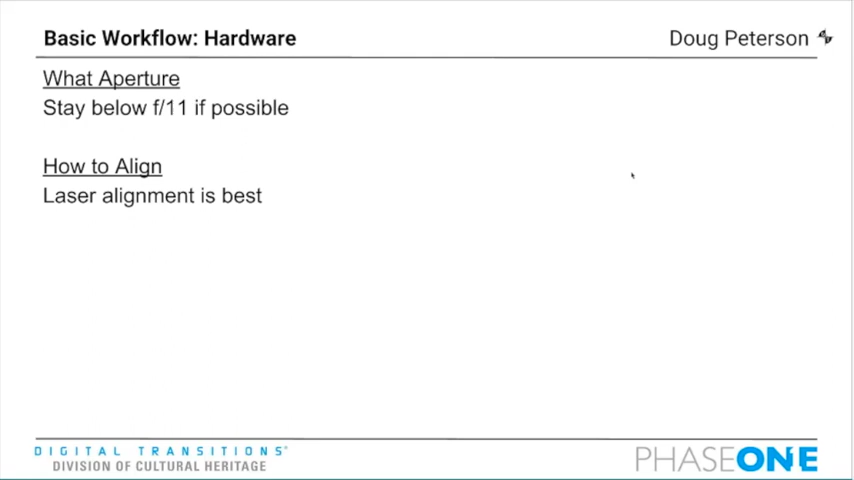 Basic Workflow: Hardware
Doug Peterson
What Aperture
Stay below f/11 if possible
How to Align
Laser alignment is best
DIGITAL TRANSITIONS
DIVISION OF CULTURAL HERITAGE
PHASEONE